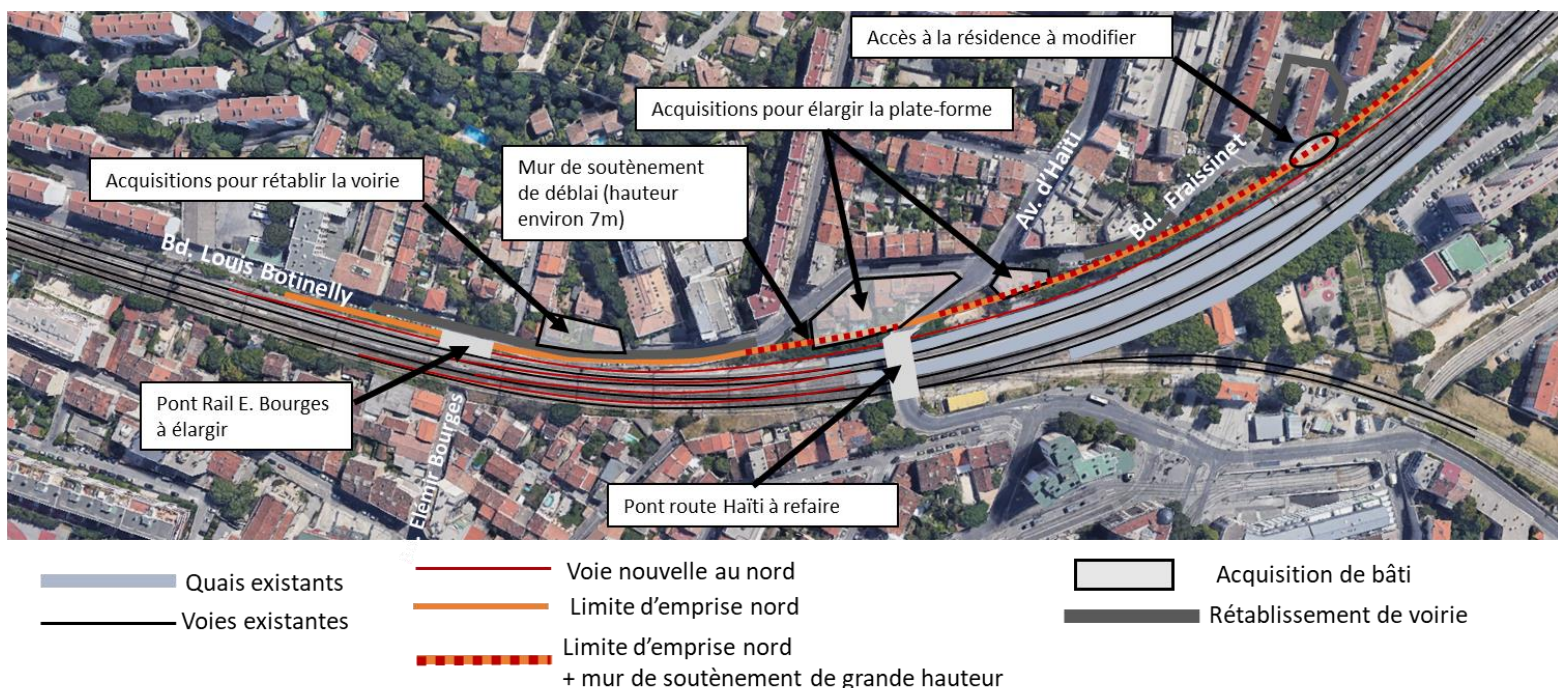 Accès à la résidence à modifier
Acquisitions pour élargir la plate-forme
Acquisitions pour rétablir la voirie
Mur de soutènement
de déblai (hauteur
environ 7m)
Av. d’Haïti
Bd. Fraissinet
Bd. Louis Botinelly
Pont Rail E. Bourges
à élargir
Elemir Bourges
Pont route Haïti à refaire
Quais existants
Voies existantes
Voie nouvelle au nord
Limite d’emprise nord
Limite d’emprise nord
+ mur de soutènement de grande hauteur
Acquisition de bâti
Rétablissement de voirie